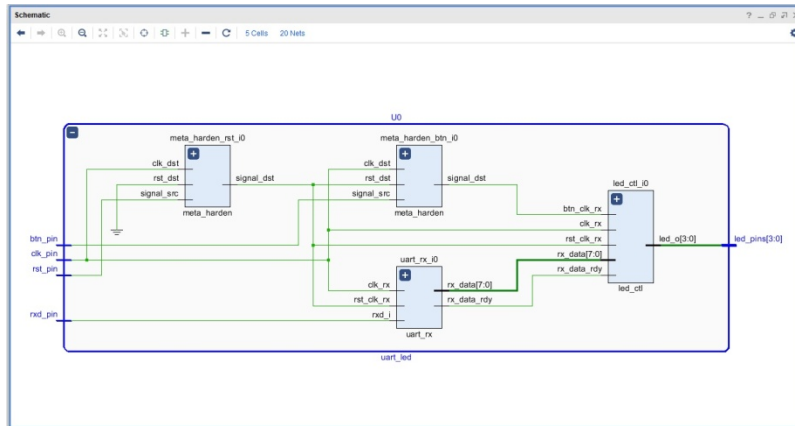 Schematic
5 Cells 20 Nets
U0
meta_harden_rst_i0
clk_dst
rst_dst
signal_src
signal_dst
meta_harden
meta_harden_btn_i0
clk_dst
rst_dst
signal_src
signal_dst
meta_harden
led_ctl_i0
btn_clk_rx
clk_rx
rst_clk_rx
rx_data[7:0]
rx_data_rdy
led_o[3:0]
led_ctl
led_pins[3:0]
btn_pin
clk_pin
rst_pin
rxd_pin
uart_rx_i0
clk_rx
rst_clk_rx
rxd_i
rx_data[7:0]
rx_data_rdy
uart_rx
uart_led